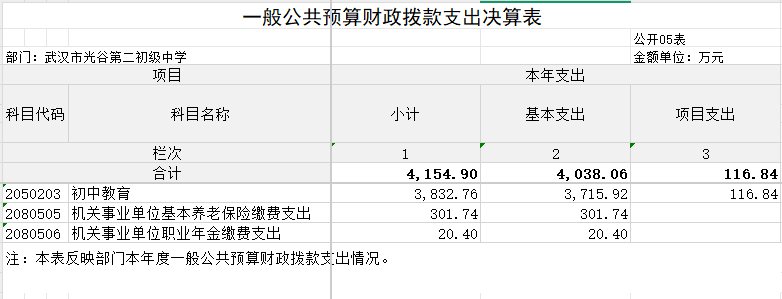 一般公共预算财政拨款支出决算表
公开05表
部门：武汉市光谷第二初级中学 金额单位：万元
项目 本年支出
科目代码 科目名称 小计 基本支出 项目支出
栏次 1 2 3
合计 4,154.90 4,038.06 116.84
2050203 初中教育 3,832.76 3,715.92 116.84
2080505 机关事业单位基本养老保险缴费支出 301.74 301.74
2080506 机关事业单位职业年金缴费支出 20.40 20.40
注：本表反映部门本年度一般公共预算财政拨款支出情况。